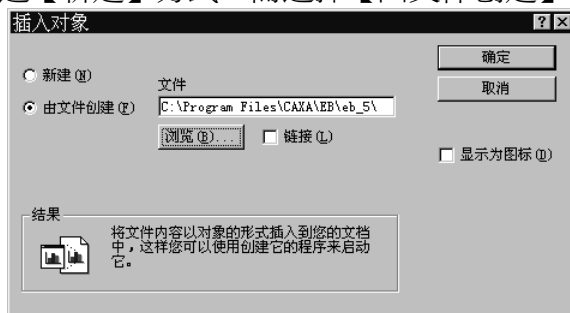 插入对象
确定
新建(N)
文件
取消
由文件创建(F)
C:\Program Files\CAXA\EB\eb_5\
浏览(B)...
链接(L)
显示为图标(D)
结果
将文件内容以对象的形式插入到您的文档
中，这样您可以使用创建它的程序来启动
它。